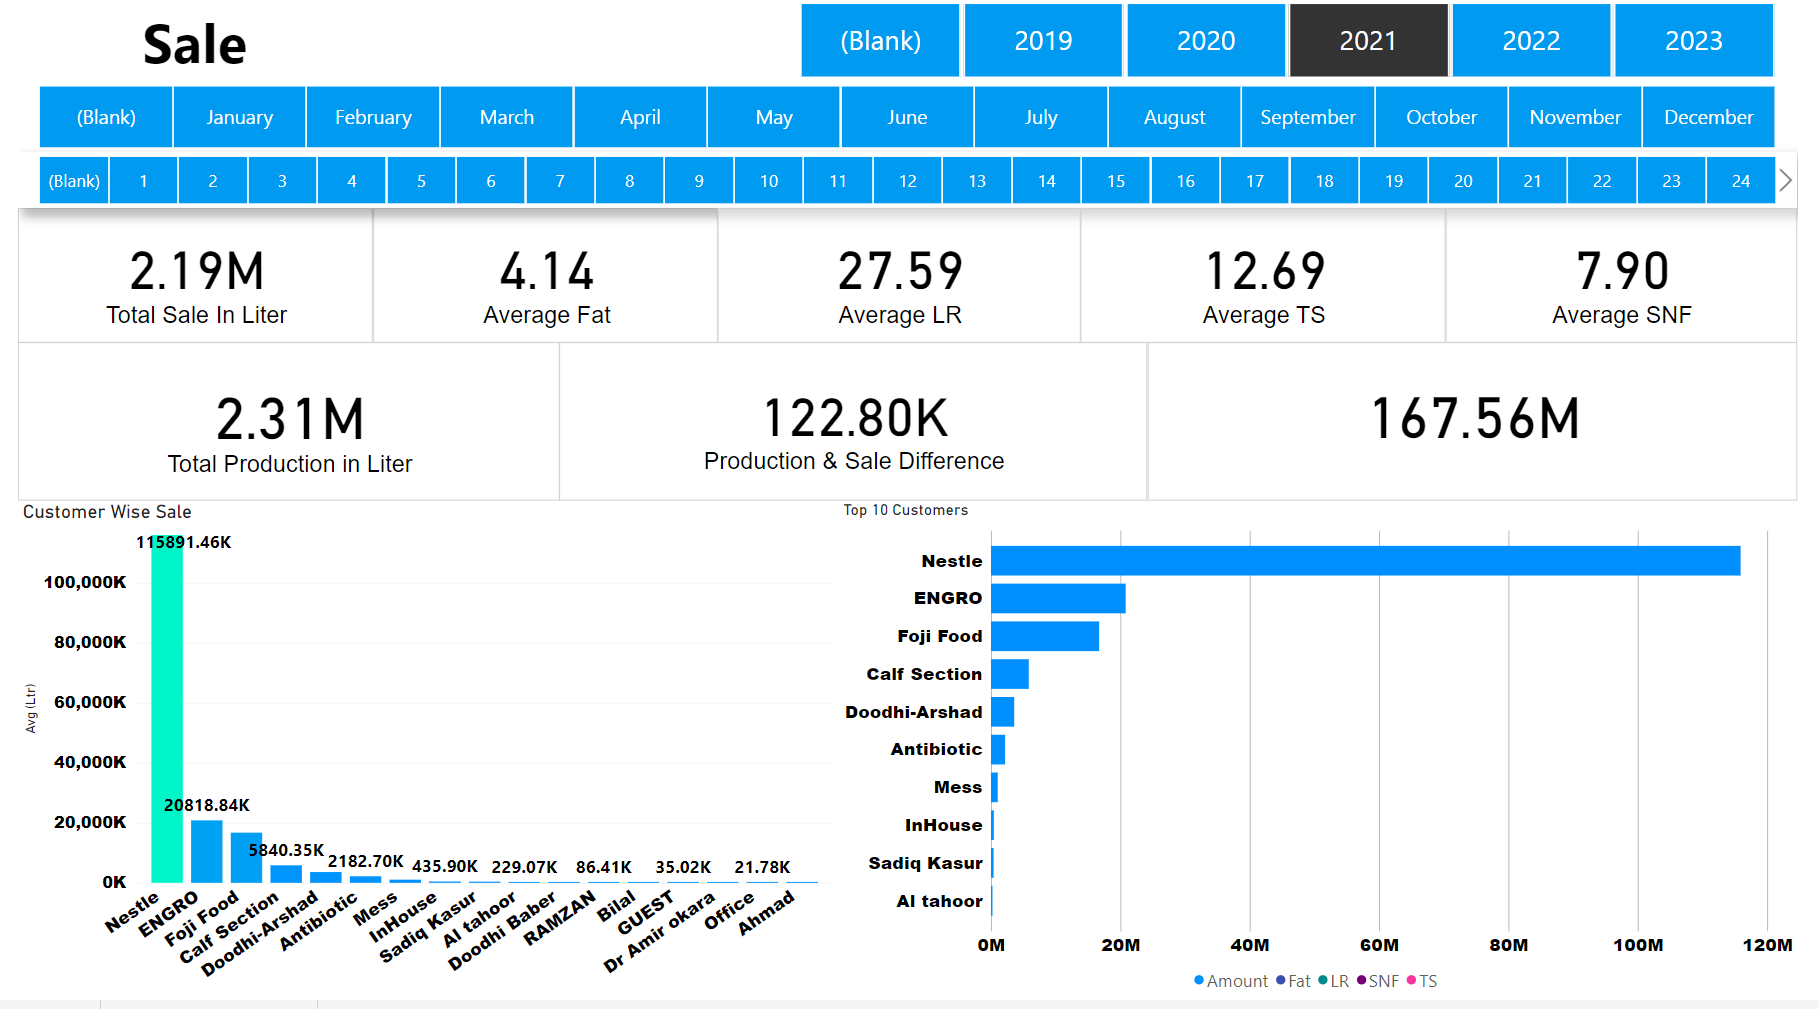 Sale
(Blank) 2019 2020 2021 2022 2023
(Blank) January February March April May June July August September October November December
(Blank) 1 2 3 4 5 6 7 8 9 10 11 12 13 14 15 16 17 18 19 20 21 22 23 24
2.19M 4.14 27.59 12.69 7.90
Total Sale In Liter Average Fat Average LR Average TS Average SNF
2.31M 122.80K 167.56M
Total Production in Liter Production & Sale Difference
Customer Wise Sale
115891.46K
100,000K
80,000K
60,000K
Avg (Ltr)
40,000K
20818.84K
20,000K
5840.35K 2182.70K 435.90K 229.07K 86.41K 35.02K 21.78K
0K
Nestle ENGRO Foji Food Calf Section Doodhi-Arshad Antibiotic Mess InHouse Sadiq Kasur Al tahoor Doodhi Baber RAMZAN Bilal GUEST Dr Amir okara Office Ahmad
Top 10 Customers
Nestle
ENGRO
Foji Food
Calf Section
Doodhi-Arshad
Antibiotic
Mess
InHouse
Sadiq Kasur
Al tahoor
0M 20M 40M 60M 80M 100M 120M
Amount Fat LR SNF TS